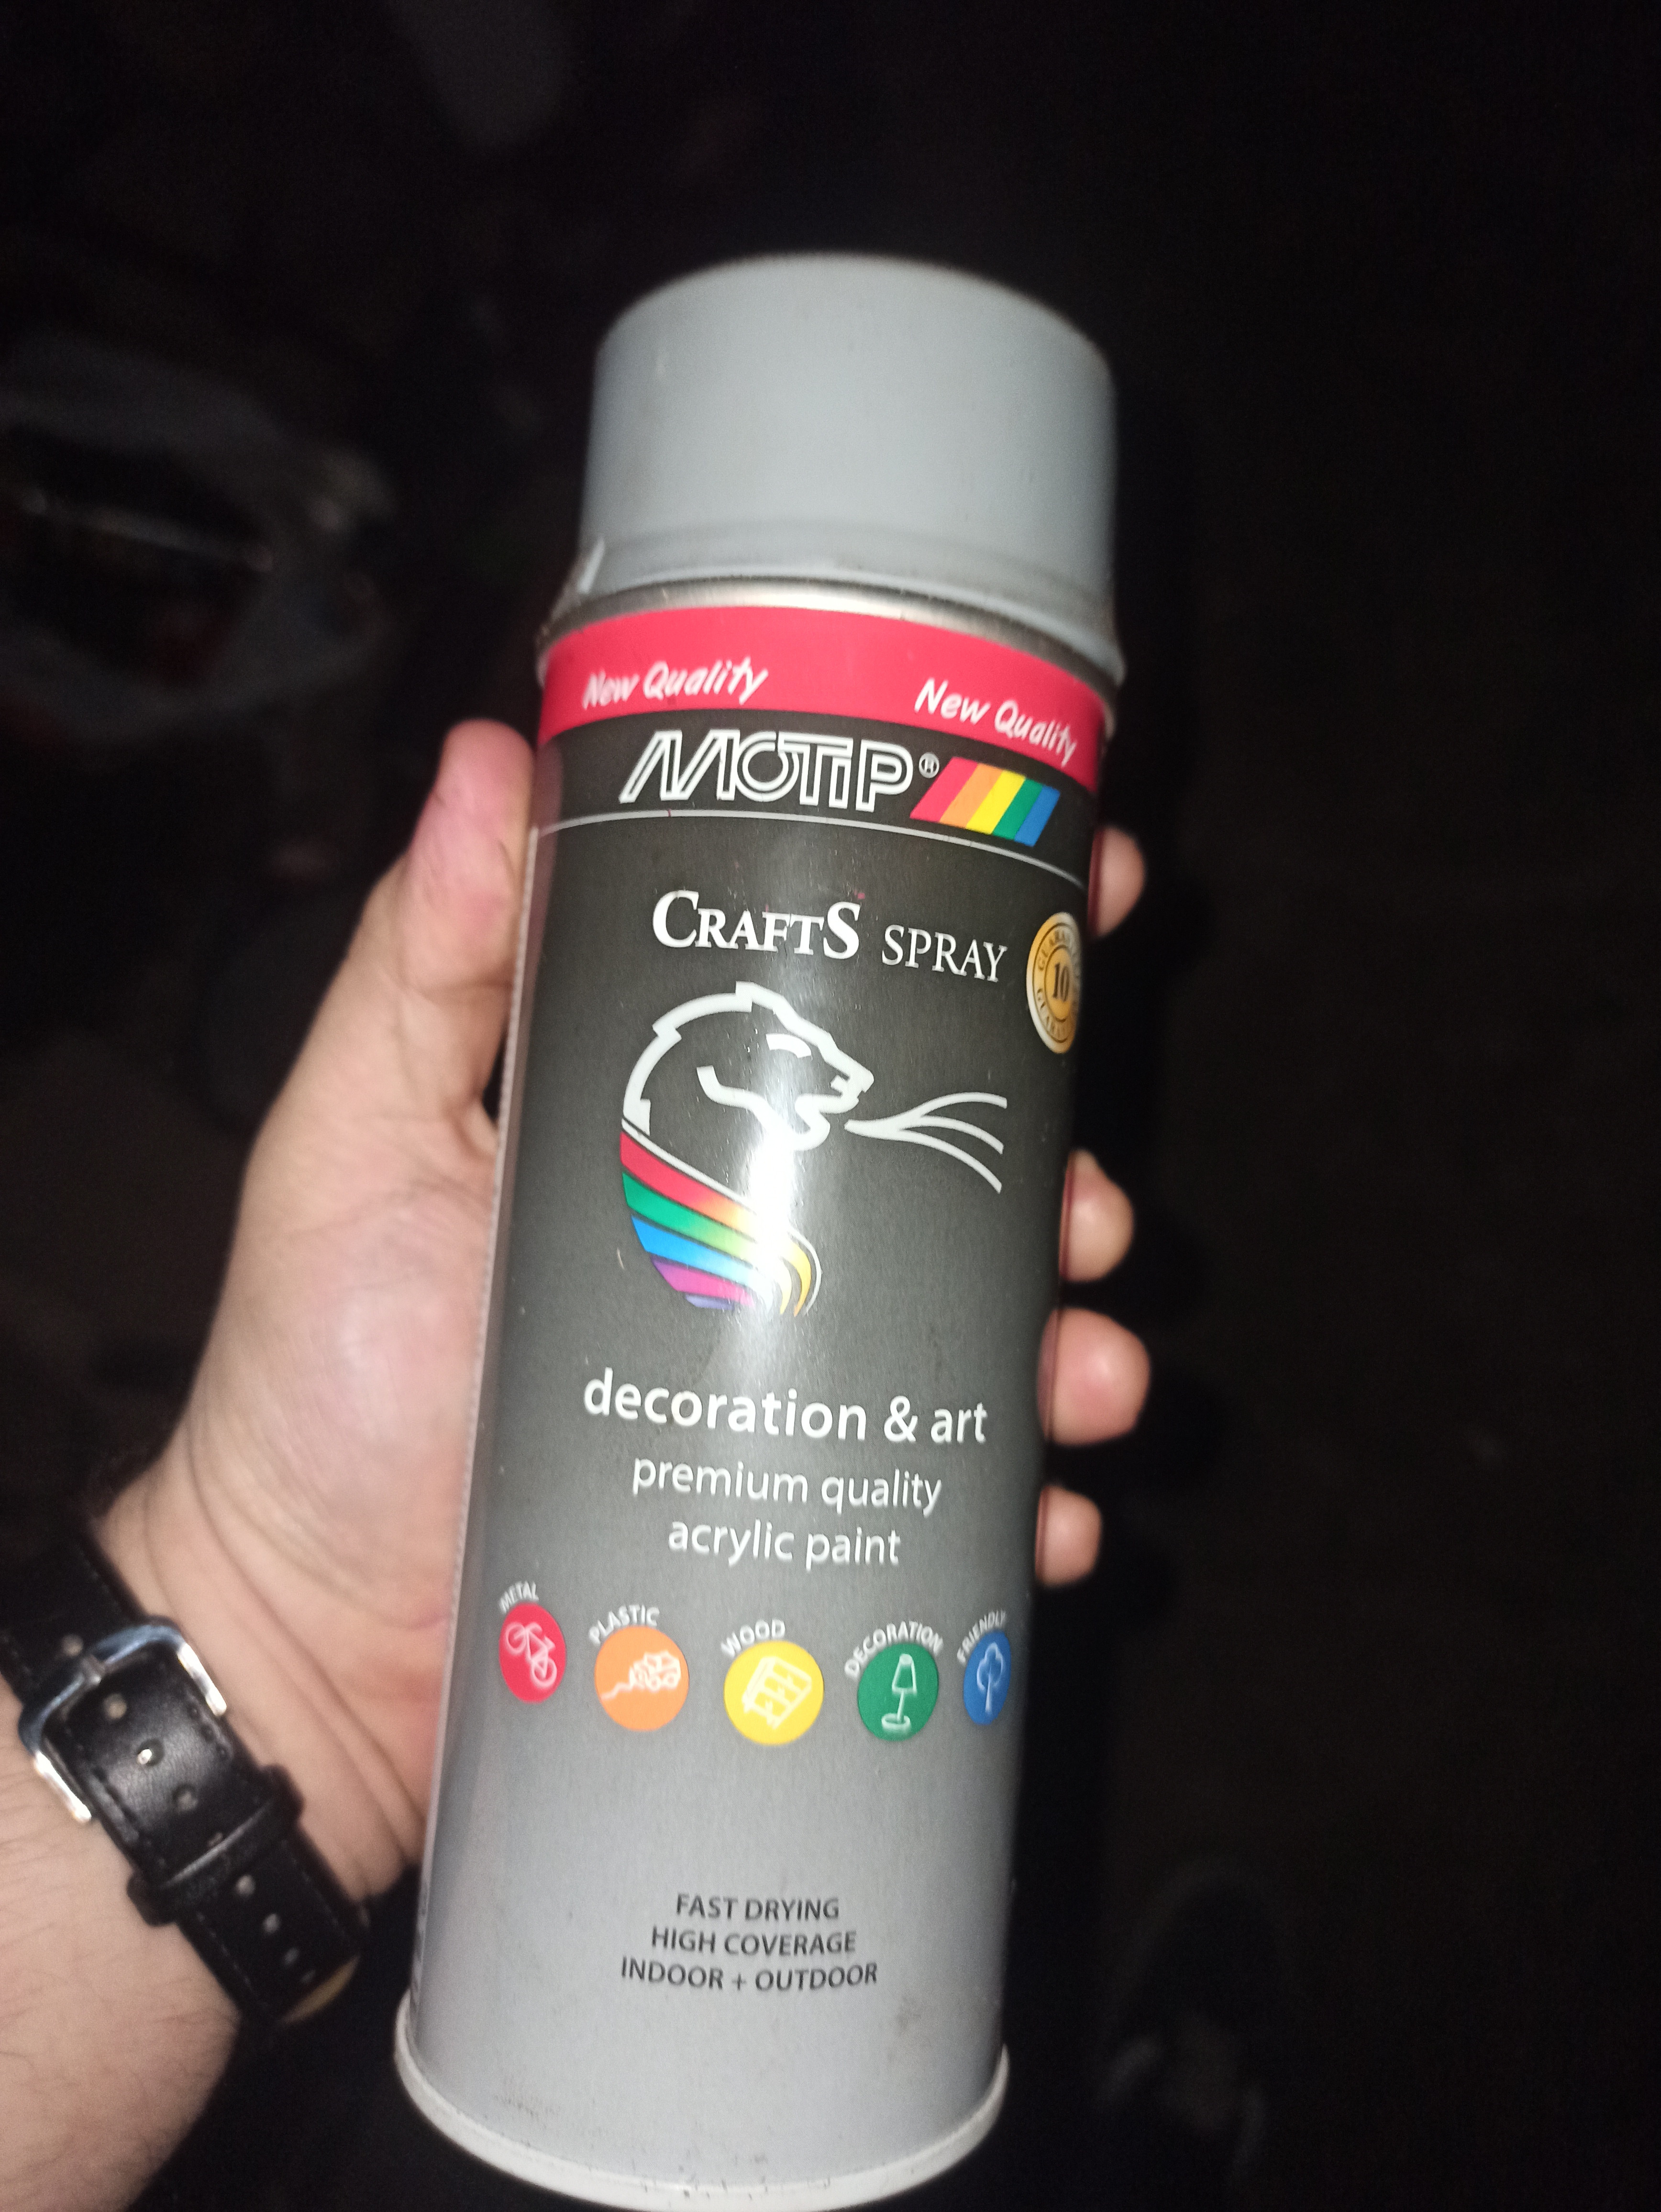 New Quality New Quality
MOTIP®
CRAFTS SPRAY
10
decoration & art
premium quality
acrylic paint
METAL PLASTIC WOOD DECORATION FRIENDLY
FAST DRYING
HIGH COVERAGE
INDOOR + OUTDOOR